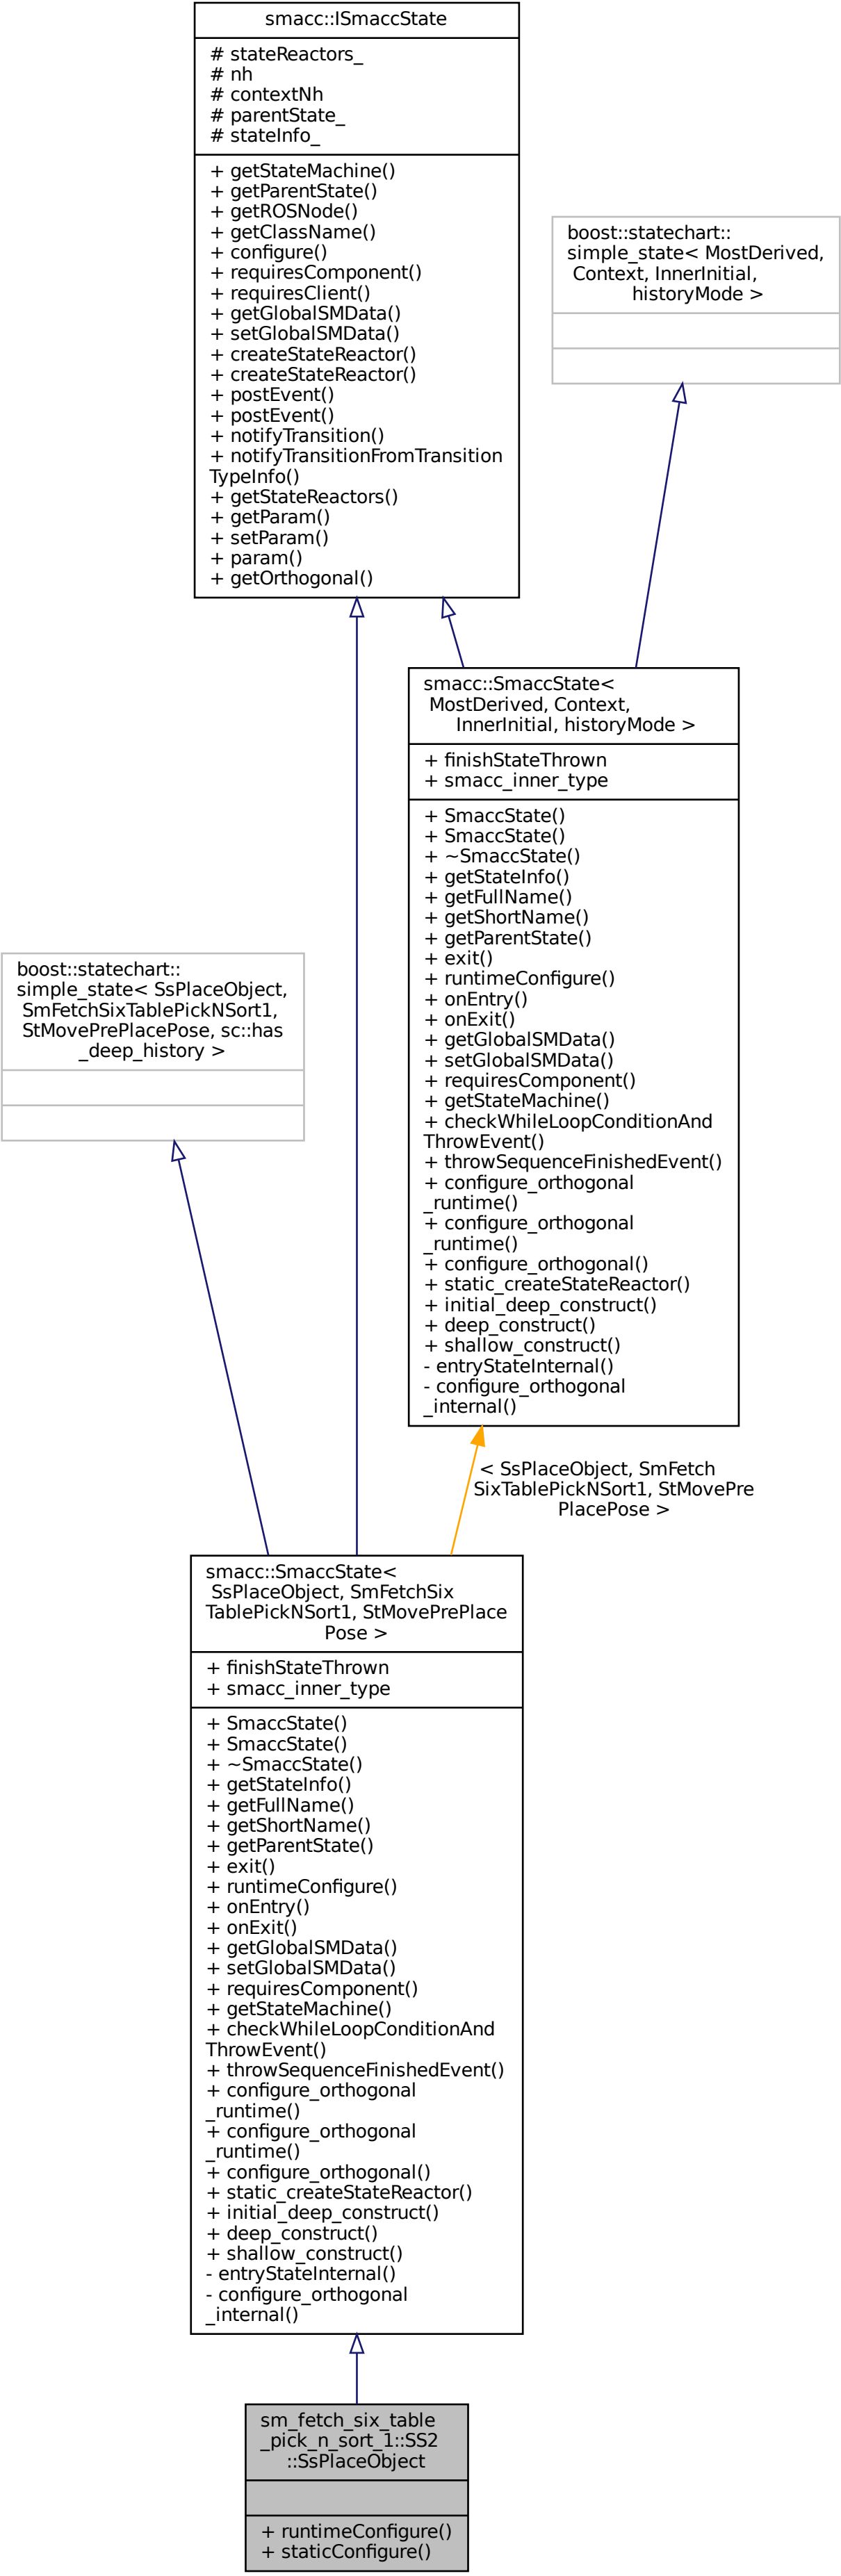 smacc::ISmaccState
# stateReactors_
# nh
# contextNh
# parentState_
# stateInfo_
+ getStateMachine()
+ getParentState()
+ getROSNode()
+ getClassName()
+ configure()
+ requiresComponent()
+ requiresClient()
+ getGlobalSMData()
+ setGlobalSMData()
+ createStateReactor()
+ createStateReactor()
+ postEvent()
+ postEvent()
+ notifyTransition()
+ notifyTransitionFromTransition
TypeInfo()
+ getStateReactors()
+ getParam()
+ setParam()
+ param()
+ getOrthogonal()
boost::statechart::
simple_state< MostDerived,
Context, InnerInitial,
historyMode >
smacc::SmaccState<
MostDerived, Context,
InnerInitial, historyMode >
+ finishStateThrown
+ smacc_inner_type
+ SmaccState()
+ SmaccState()
+ ~SmaccState()
+ getStateInfo()
+ getFullName()
+ getShortName()
+ getParentState()
+ exit()
+ runtimeConfigure()
+ onEntry()
+ onExit()
+ getGlobalSMData()
+ setGlobalSMData()
+ requiresComponent()
+ getStateMachine()
+ checkWhileLoopConditionAnd
ThrowEvent()
+ throwSequenceFinishedEvent()
+ configure_orthogonal
_runtime()
+ configure_orthogonal
_runtime()
+ configure_orthogonal()
+ static_createStateReactor()
+ initial_deep_construct()
+ deep_construct()
+ shallow_construct()
- entryStateInternal()
- configure_orthogonal
_internal()
boost::statechart::
simple_state< SsPlaceObject,
SmFetchSixTablePickNSort1,
StMovePrePlacePose, sc::has
_deep_history >
< SsPlaceObject, SmFetch
SixTablePickNSort1, StMovePre
PlacePose >
smacc::SmaccState<
SsPlaceObject, SmFetchSix
TablePickNSort1, StMovePrePlace
Pose >
+ finishStateThrown
+ smacc_inner_type
+ SmaccState()
+ SmaccState()
+ ~SmaccState()
+ getStateInfo()
+ getFullName()
+ getShortName()
+ getParentState()
+ exit()
+ runtimeConfigure()
+ onEntry()
+ onExit()
+ getGlobalSMData()
+ setGlobalSMData()
+ requiresComponent()
+ getStateMachine()
+ checkWhileLoopConditionAnd
ThrowEvent()
+ throwSequenceFinishedEvent()
+ configure_orthogonal
_runtime()
+ configure_orthogonal
_runtime()
+ configure_orthogonal()
+ static_createStateReactor()
+ initial_deep_construct()
+ deep_construct()
+ shallow_construct()
- entryStateInternal()
- configure_orthogonal
_internal()
sm_fetch_six_table
_pick_n_sort_1::SS2
::SsPlaceObject
+ runtimeConfigure()
+ staticConfigure()